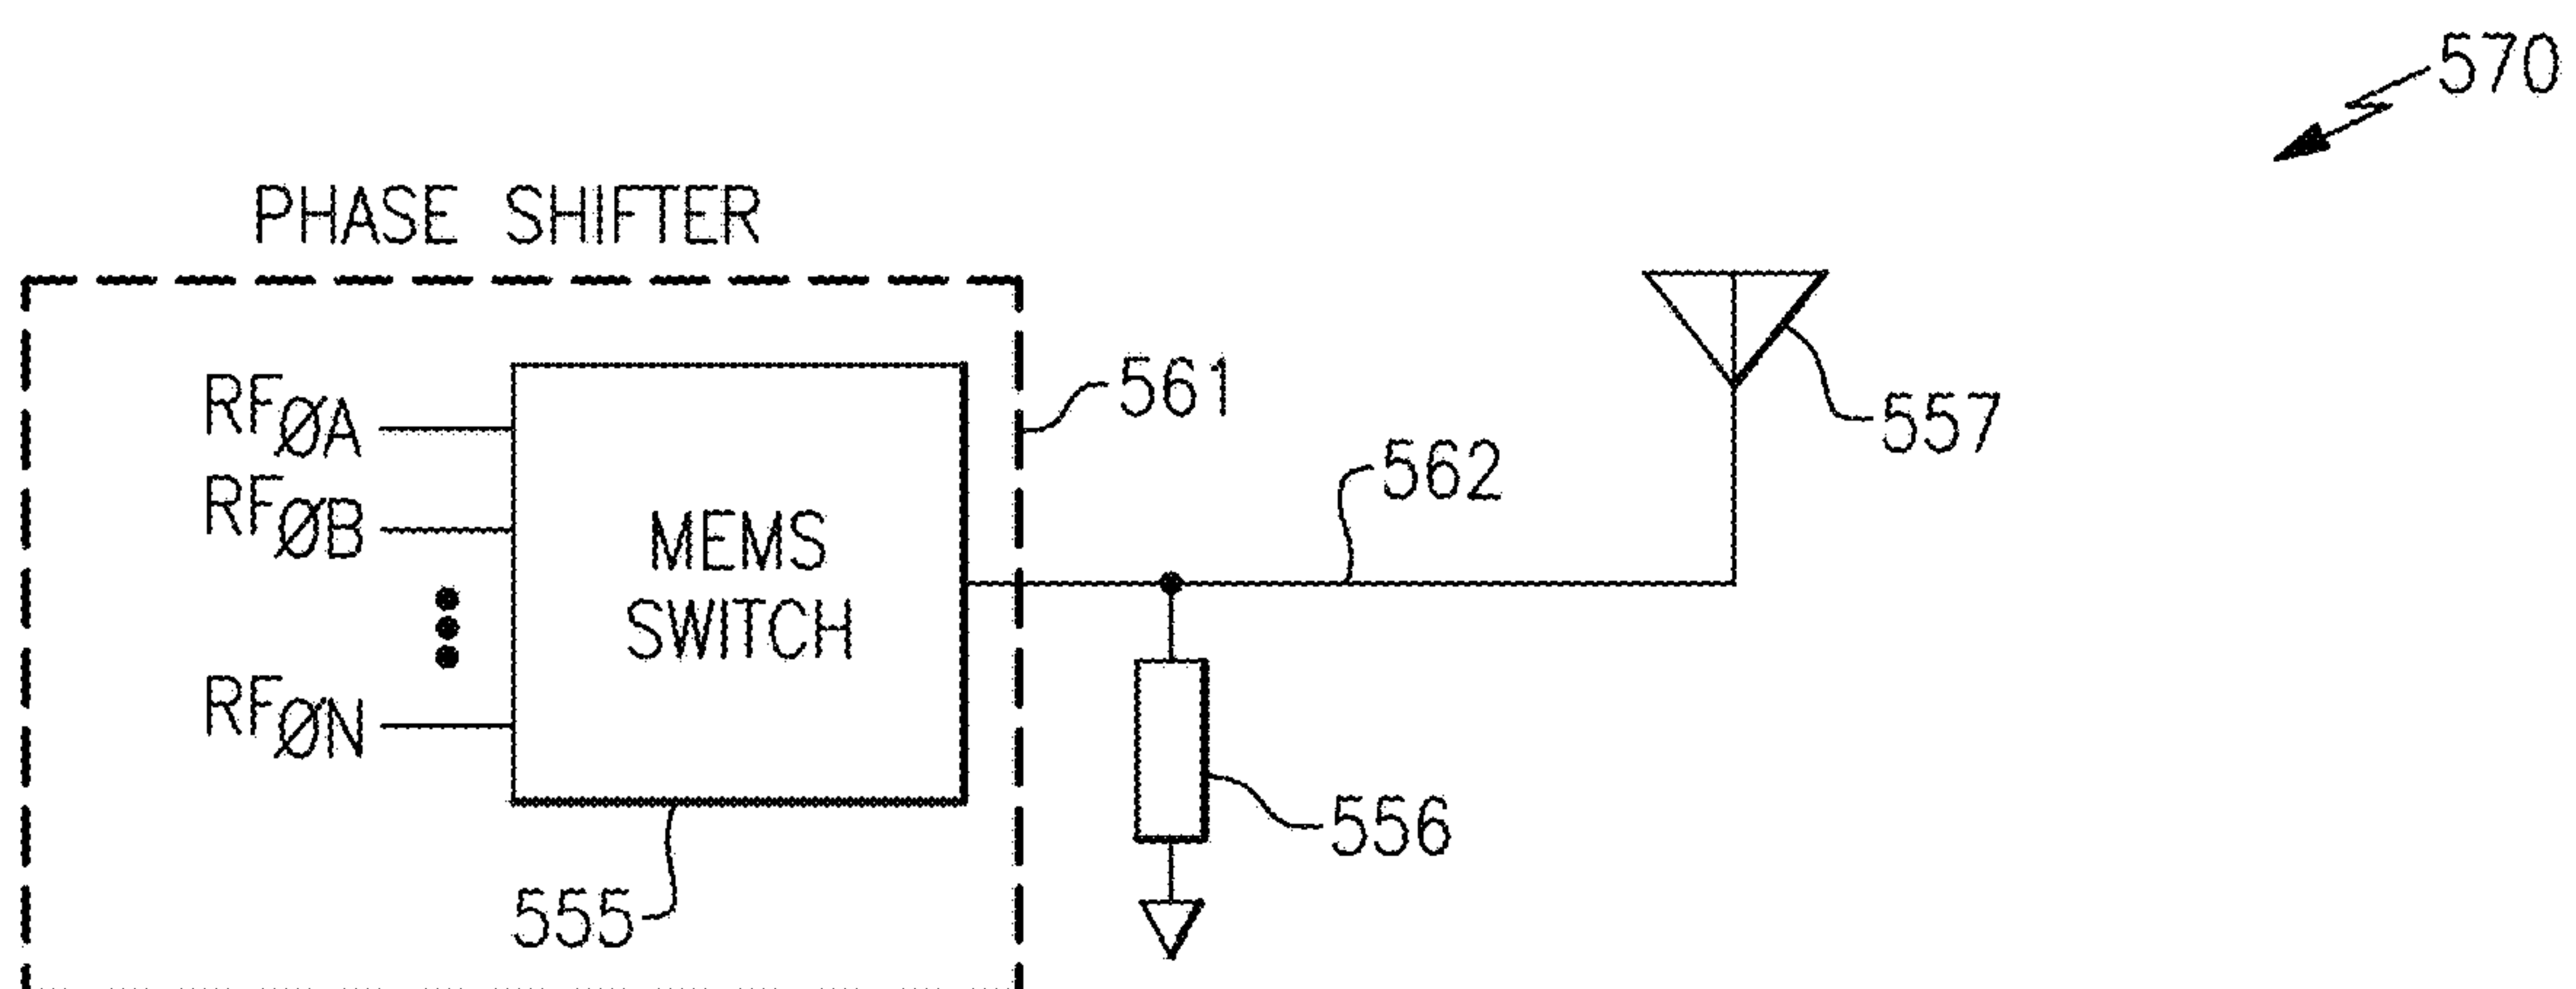 570
PHASE SHIFTER
RFØA
561
557
RFØB
562
MEMS
SWITCH
RFØN
556
555